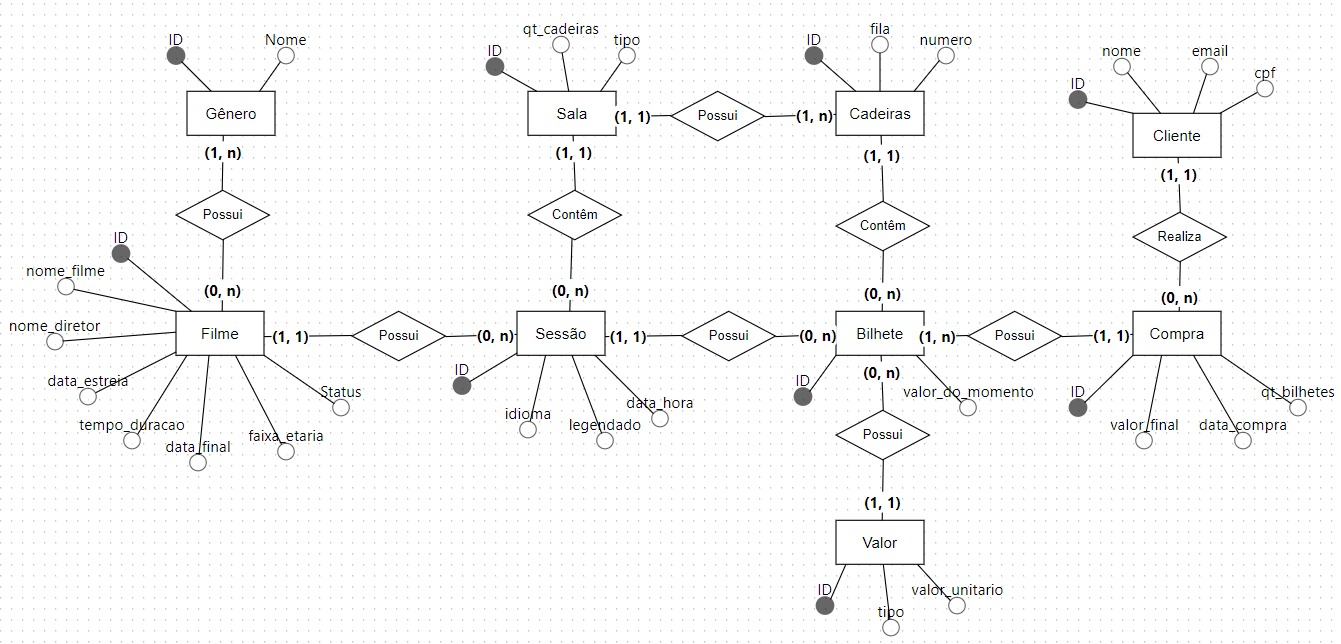 ID
Nome
Gênero
(1, n)
Possui
(0, n)
ID
nome_filme
nome_diretor
data_estreia
tempo_duracao
data_final
faixa_etaria
Status
Filme
(1, 1)
Possui
(0, n)
ID
qt_cadeiras
tipo
Sala
(1, 1)
Possui
(1, n)
(1, 1)
Contêm
(0, n)
Sessão
ID
idioma
legendado
data_hora
(1, 1)
Possui
(0, n)
ID
fila
numero
Cadeiras
(1, 1)
Contêm
(0, n)
Bilhete
ID
valor_do_momento
(1, n)
Possui
(1, 1)
(0, n)
Possui
(1, 1)
Valor
ID
tipo
valor_unitario
ID
nome
email
cpf
Cliente
(1, 1)
Realiza
(0, n)
Compra
ID
valor_final
data_compra
qt_bilhetes